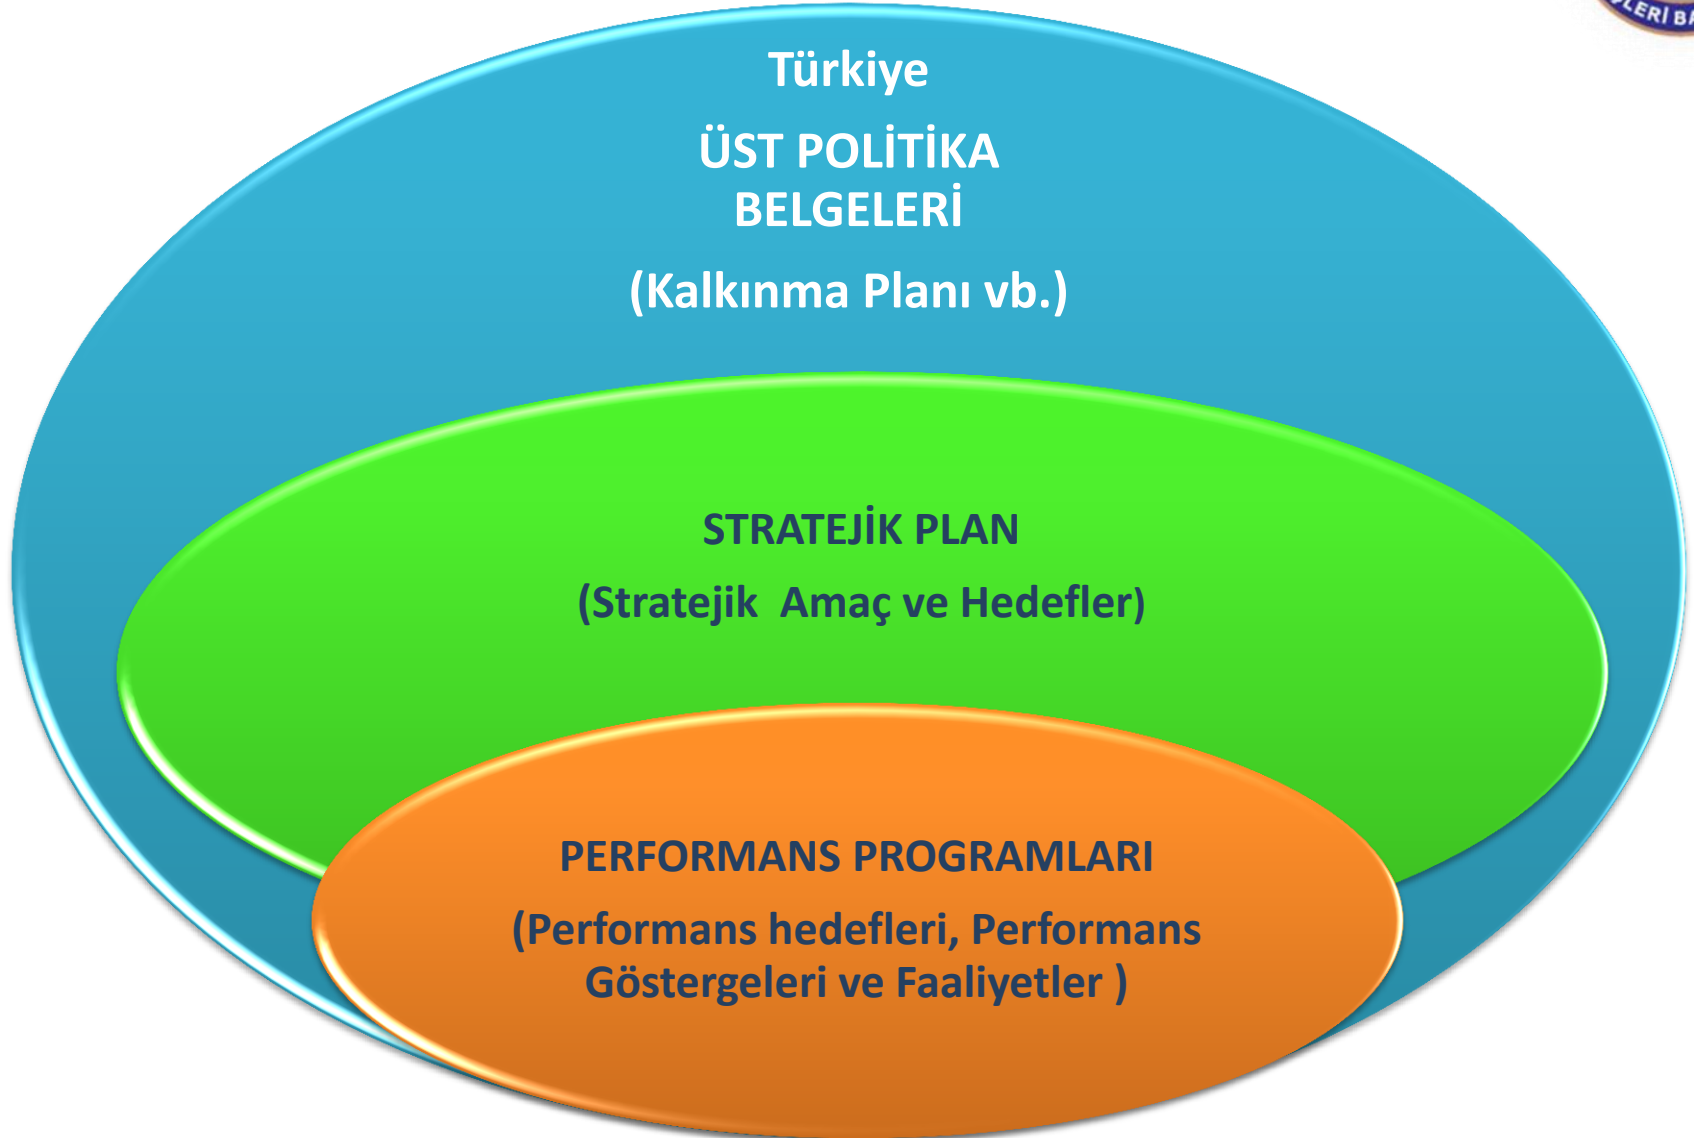 Türkiye
ÜST POLİTİKA
BELGELERİ
(Kalkınma Planı vb.)
STRATEJİK PLAN
(Stratejik  Amaç ve Hedefler)
PERFORMANS PROGRAMLARI
(Performans hedefleri, Performans
Göstergeleri ve Faaliyetler )